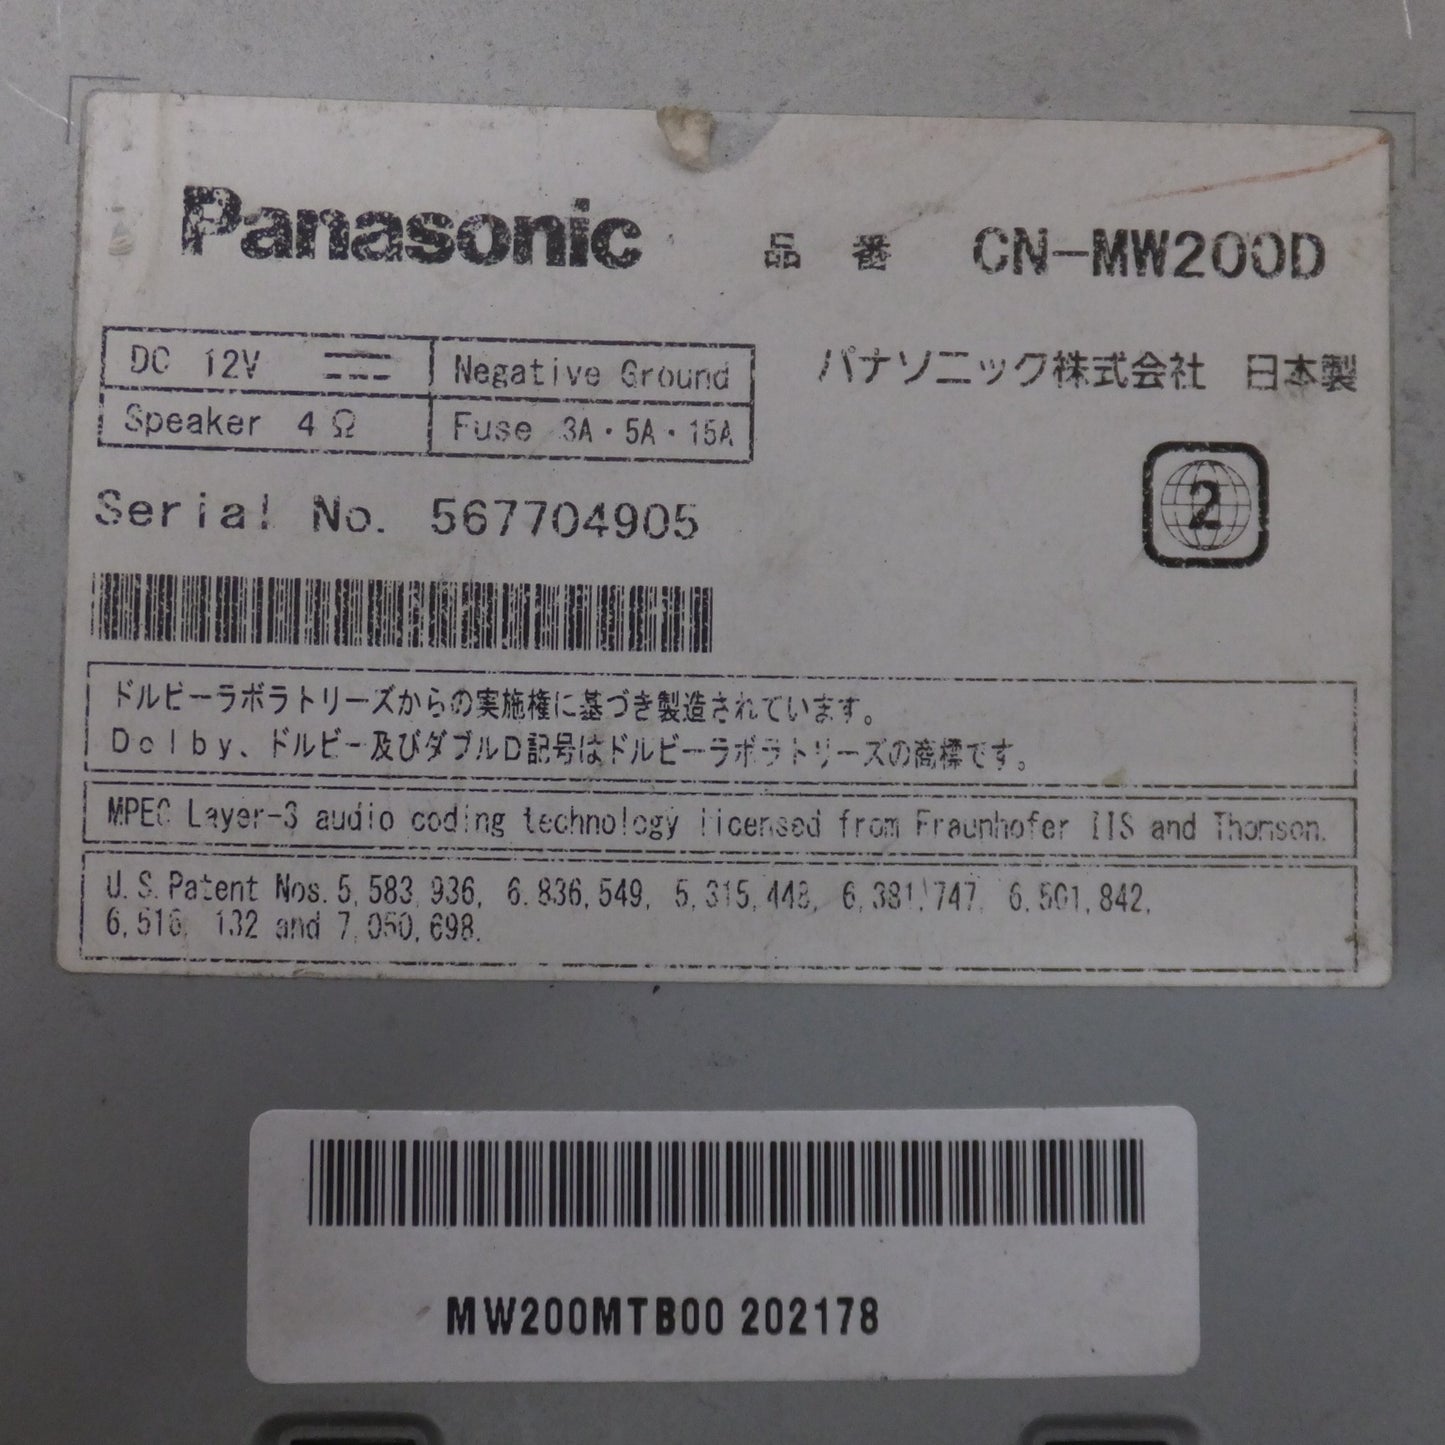 Panasonic 品番 CN-MW200D
DC 12V Negative Ground
Speaker 4Ω Fuse 3A・5A・15A
パナソニック株式会社 日本製
2
Serial No. 567704905
ドルビーラボラトリーズからの実施権に基づき製造されています。
Dolby、ドルビー及びダブルD記号はドルビーラボラトリーズの商標です。
MPEG Layer-3 audio coding technology licensed from Fraunhofer IIS and Thomson.
U.S.Patent Nos.5,583,936, 6,836,549, 5,315,448, 6,381,747, 6,501,842,
6,516,132 and 7,050,698.
MW200MTB00 202178